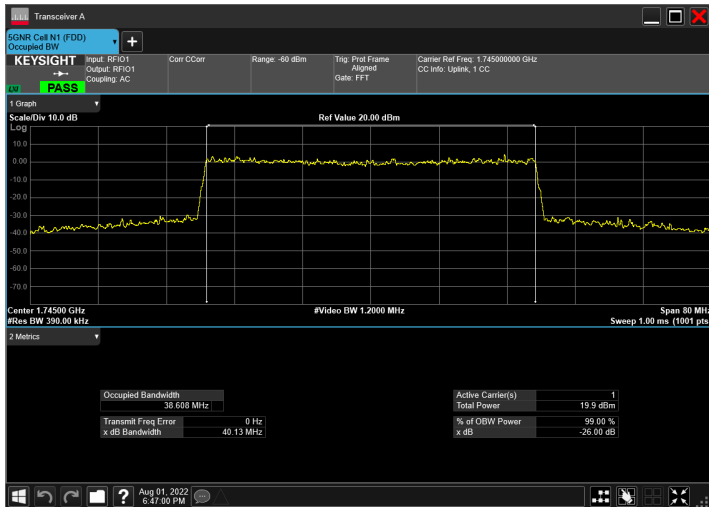 Transceiver A
5GNR Cell N1 (FDD)
Occupied BW
KEYSIGHT
LXI
PASS
Input: RFIO1
Output: RFIO1
Coupling: AC
Corr CCorr
Range: -60 dBm
Trig: Prot Frame
Aligned
Gate: FFT
Carrier Ref Freq: 1.745000000 GHz
CC Info: Uplink, 1 CC
1 Graph
Scale/Div 10.0 dB
Ref Value 20.00 dBm
Log
10.0
0.00
-10.0
-20.0
-30.0
-40.0
-50.0
-60.0
-70.0
Center 1.74500 GHz
#Video BW 1.2000 MHz
Span 80 MHz
#Res BW 390.00 kHz
Sweep 1.00 ms (1001 pts
2 Metrics
Occupied Bandwidth
38.608 MHz
Transmit Freq Error 0 Hz
x dB Bandwidth 40.13 MHz
Active Carrier(s) 1
Total Power 19.9 dBm
% of OBW Power 99.00 %
x dB -26.00 dB
?
Aug 01, 2022
6:47:00 PM